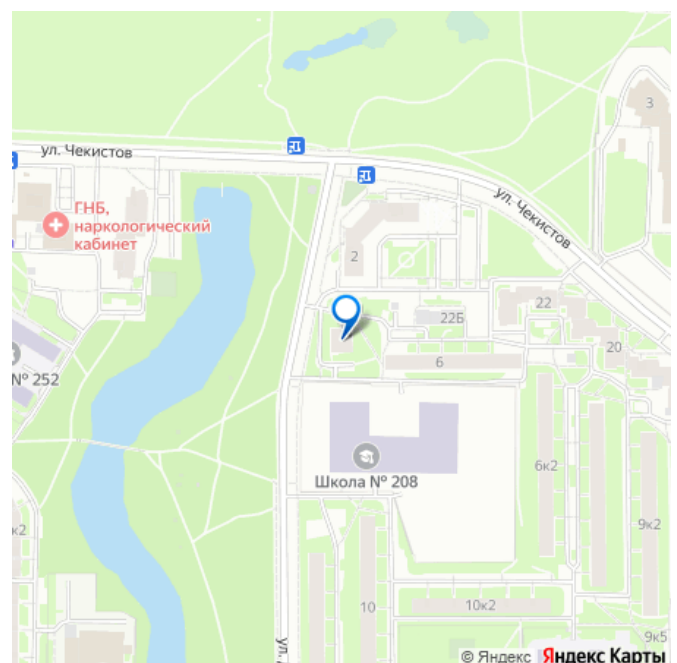 3
ул. Чекистов
ГНБ,
наркологический
кабинет
ул. Чекистов
2
22
22Б
20
6
№ 252
Школа № 208
6к2
9к2
к2
10
10к2
9к5
ул.
© Яндекс Яндекс Карты